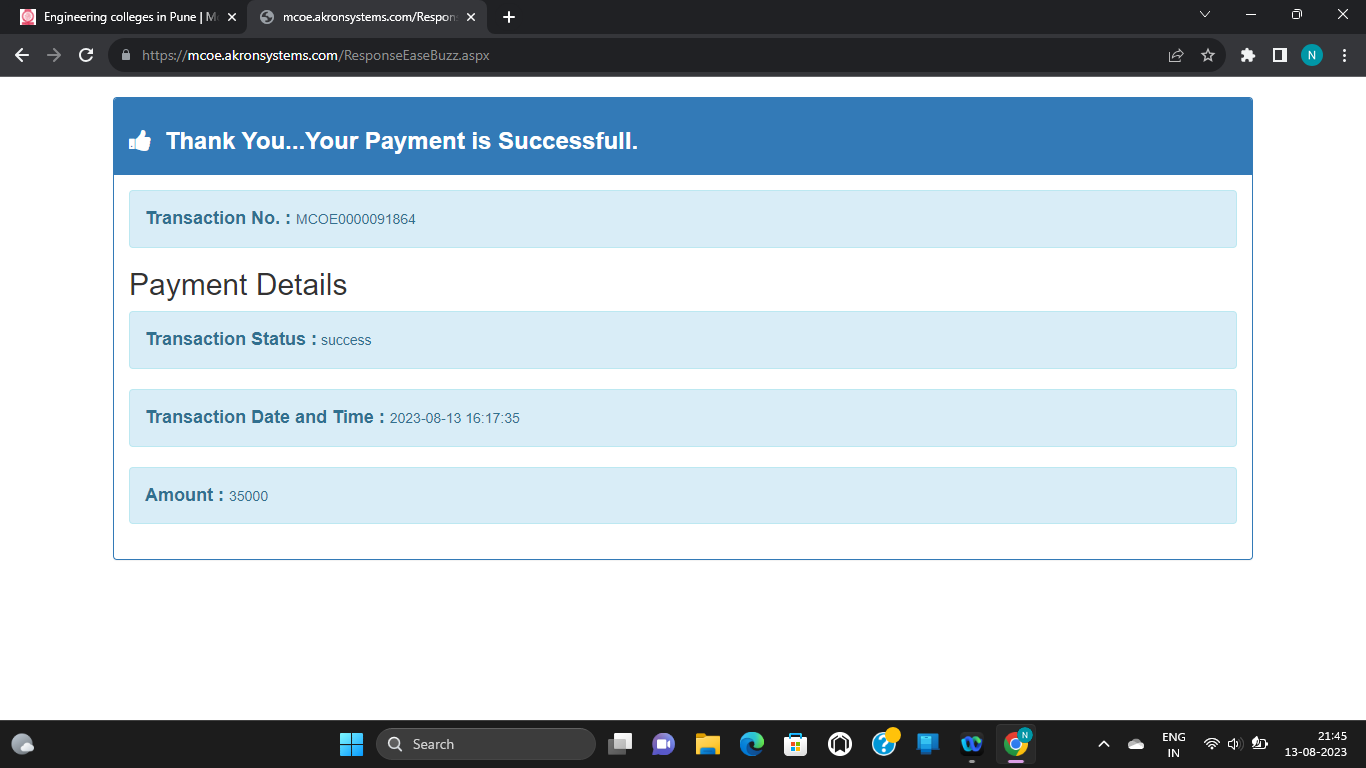 Engineering colleges in Pune | M
mcoe.akronsystems.com/Respon
https://mcoe.akronsystems.com/ResponseEaseBuzz.aspx
N
Thank You...Your Payment is Successfull.
Transaction No. : MCOE0000091864
Payment Details
Transaction Status : success
Transaction Date and Time : 2023-08-13 16:17:35
Amount : 35000
Search
N
ENG
IN
21:45
13-08-2023